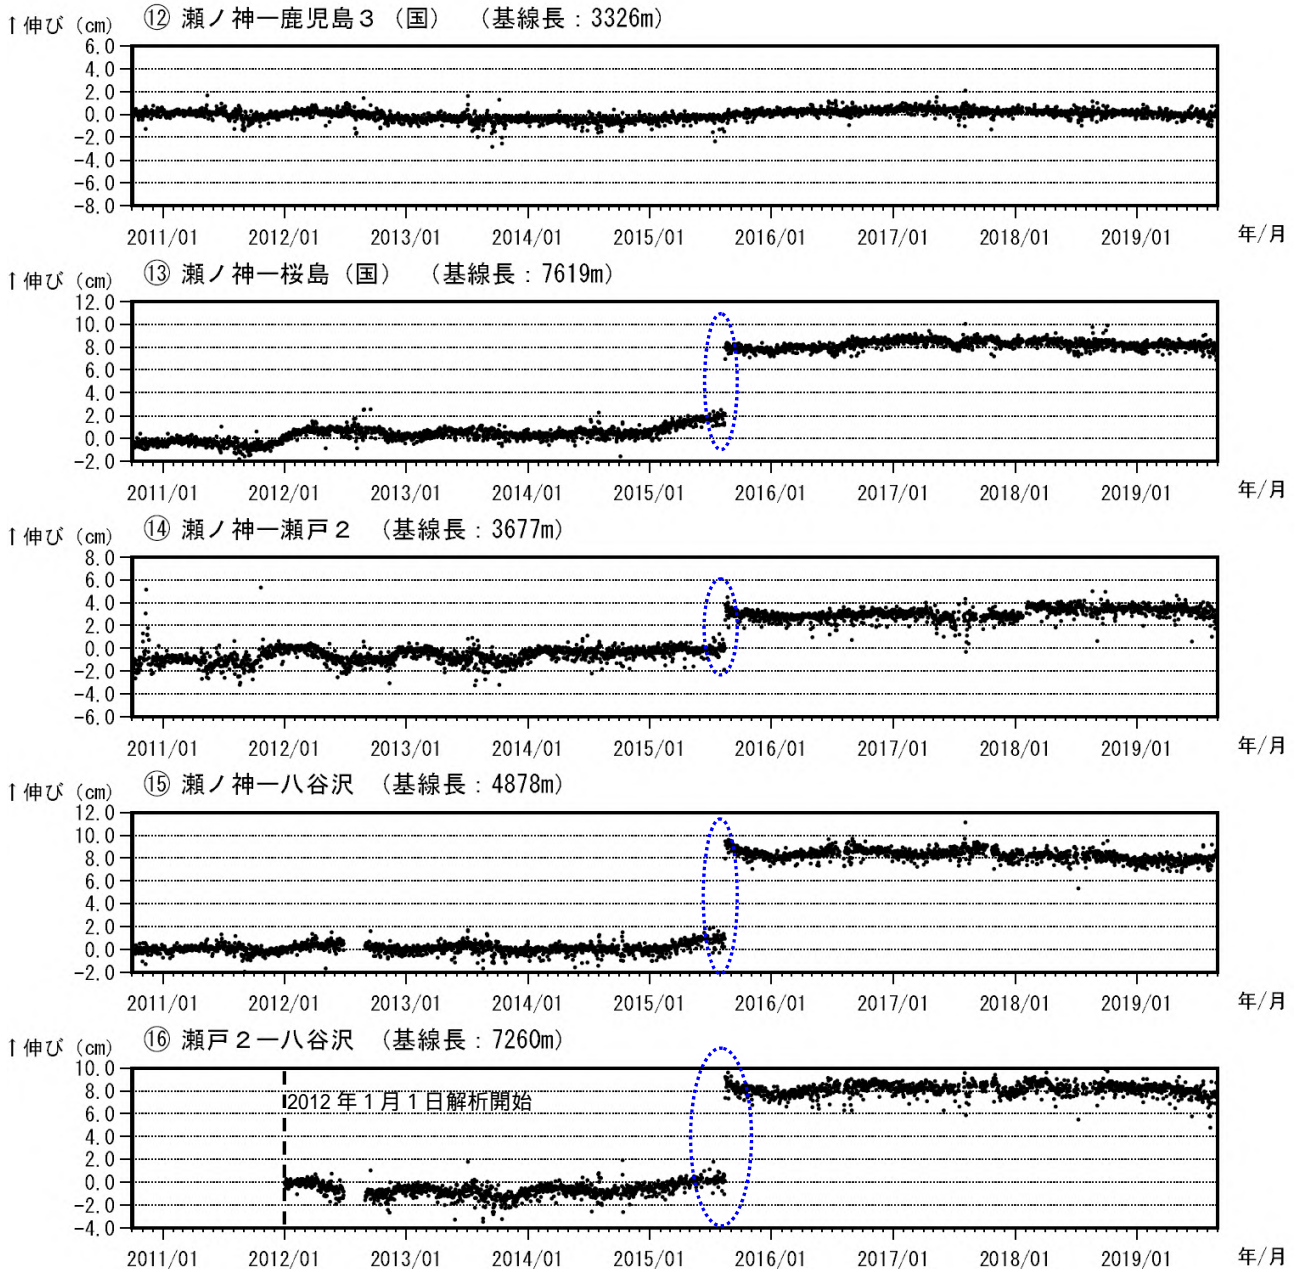 ⑫ 瀬ノ神ー鹿児島3（国） （基線長：3326m）
↑伸び（cm）
6.0
4.0
2.0
0.0
-2.0
-4.0
-6.0
-8.0
2011/01 2012/01 2013/01 2014/01 2015/01 2016/01 2017/01 2018/01 2019/01 年/月
⑬ 瀬ノ神ー桜島（国） （基線長：7619m）
↑伸び（cm）
12.0
10.0
8.0
6.0
4.0
2.0
0.0
-2.0
2011/01 2012/01 2013/01 2014/01 2015/01 2016/01 2017/01 2018/01 2019/01 年/月
⑭ 瀬ノ神ー瀬戸2 （基線長：3677m）
↑伸び（cm）
8.0
6.0
4.0
2.0
0.0
-2.0
-4.0
-6.0
2011/01 2012/01 2013/01 2014/01 2015/01 2016/01 2017/01 2018/01 2019/01 年/月
⑮ 瀬ノ神ー八谷沢 （基線長：4878m）
↑伸び（cm）
12.0
10.0
8.0
6.0
4.0
2.0
0.0
-2.0
2011/01 2012/01 2013/01 2014/01 2015/01 2016/01 2017/01 2018/01 2019/01 年/月
⑯ 瀬戸2ー八谷沢 （基線長：7260m）
↑伸び（cm）
10.0
8.0
6.0
4.0
2.0
0.0
-2.0
-4.0
2012年1月1日解析開始
2011/01 2012/01 2013/01 2014/01 2015/01 2016/01 2017/01 2018/01 2019/01 年/月